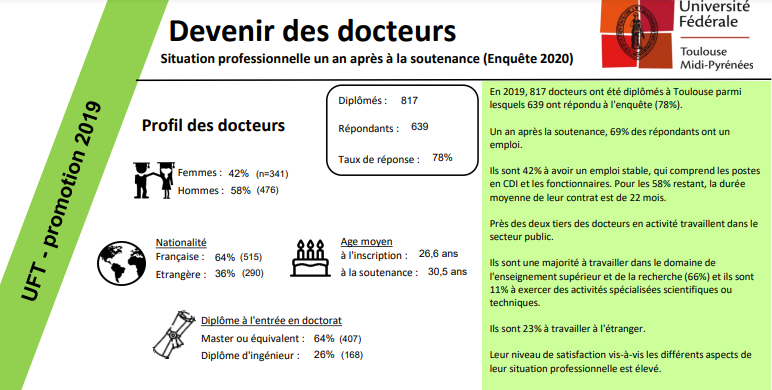 Devenir des docteurs
Situation professionnelle un an après à la soutenance (Enquête 2020)
Université
Fédérale
Toulouse
Midi-Pyrénées
UFT - promotion 2019
Diplômés : 817
Répondants : 639
Taux de réponse : 78%
Profil des docteurs
Femmes : 42% (n=341)
Hommes : 58% (476)
Nationalité
Française : 64% (515)
Etrangère : 36% (290)
Age moyen
à l'inscription : 26,6 ans
à la soutenance : 30,5 ans
Diplôme à l'entrée en doctorat
Master ou équivalent : 64% (407)
Diplôme d'ingénieur : 26% (168)
En 2019, 817 docteurs ont été diplômés à Toulouse parmi
lesquels 639 ont répondu à l'enquête (78%).
Un an après la soutenance, 69% des répondants ont un
emploi.
Ils sont 42% à avoir un emploi stable, qui comprend les postes
en CDI et les fonctionnaires. Pour les 58% restant, la durée
moyenne de leur contrat est de 22 mois.
Près des deux tiers des docteurs en activité travaillent dans le
secteur public.
Ils sont une majorité à travailler dans le domaine de
l'enseignement supérieur et de la recherche (66%) et ils sont
11% à exercer des activités spécialisées scientifiques ou
techniques.
Ils sont 23% à travailler à l'étranger.
Leur niveau de satisfaction vis-à-vis les différents aspects de
leur situation professionnelle est élevé.